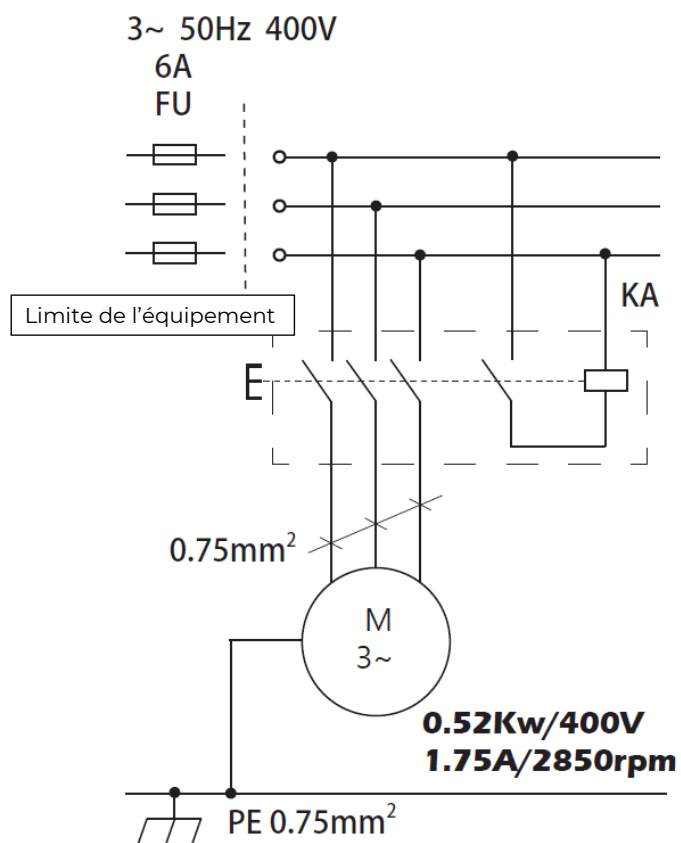 3~ 50Hz 400V
6A
FU
KA
Limite de l'équipement
E
0.75mm²
M
3~
0.52Kw/400V
1.75A/2850rpm
PE 0.75mm²